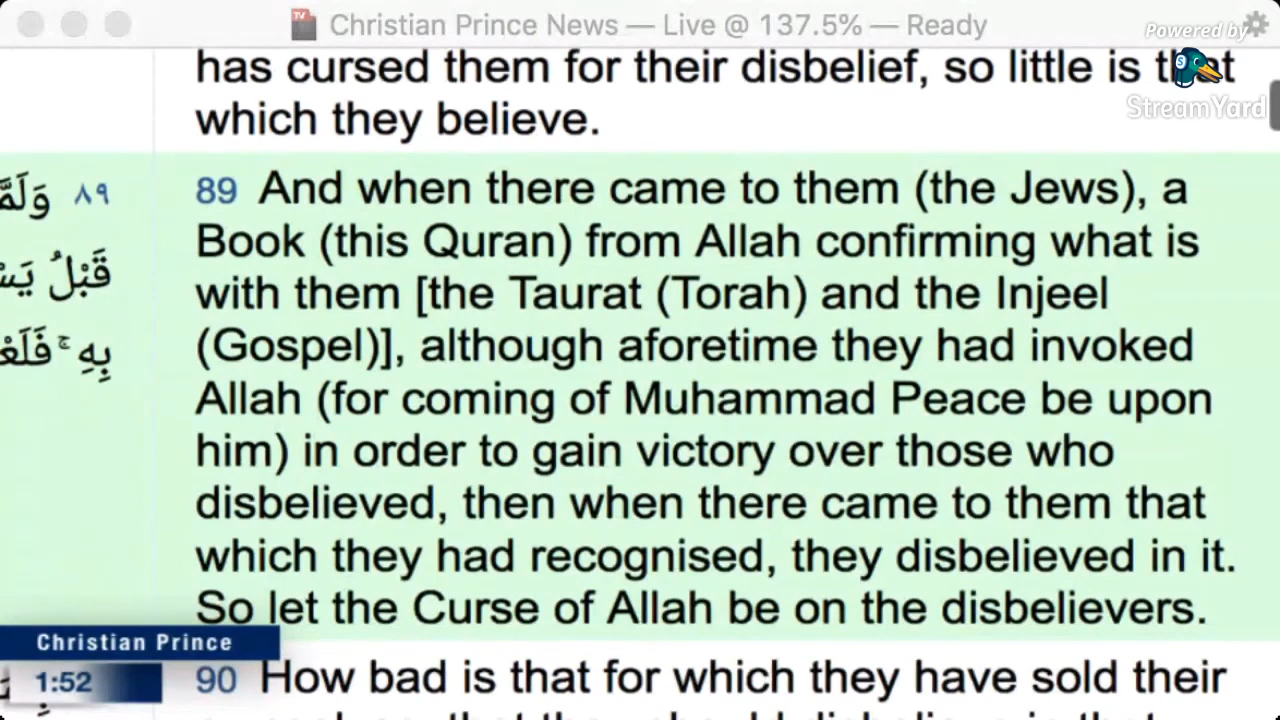 Christian Prince News — Live @ 137.5% — Ready
Powered by
StreamYard
has cursed them for their disbelief, so little is that
which they believe.
89 And when there came to them (the Jews), a
Book (this Quran) from Allah confirming what is
with them [the Taurat (Torah) and the Injeel
(Gospel)], although aforetime they had invoked
Allah (for coming of Muhammad Peace be upon
him) in order to gain victory over those who
disbelieved, then when there came to them that
which they had recognised, they disbelieved in it.
So let the Curse of Allah be on the disbelievers.
٨٩
قَبْلُ
بِهِ ۚ
Christian Prince
1:52
90 How bad is that for which they have sold their